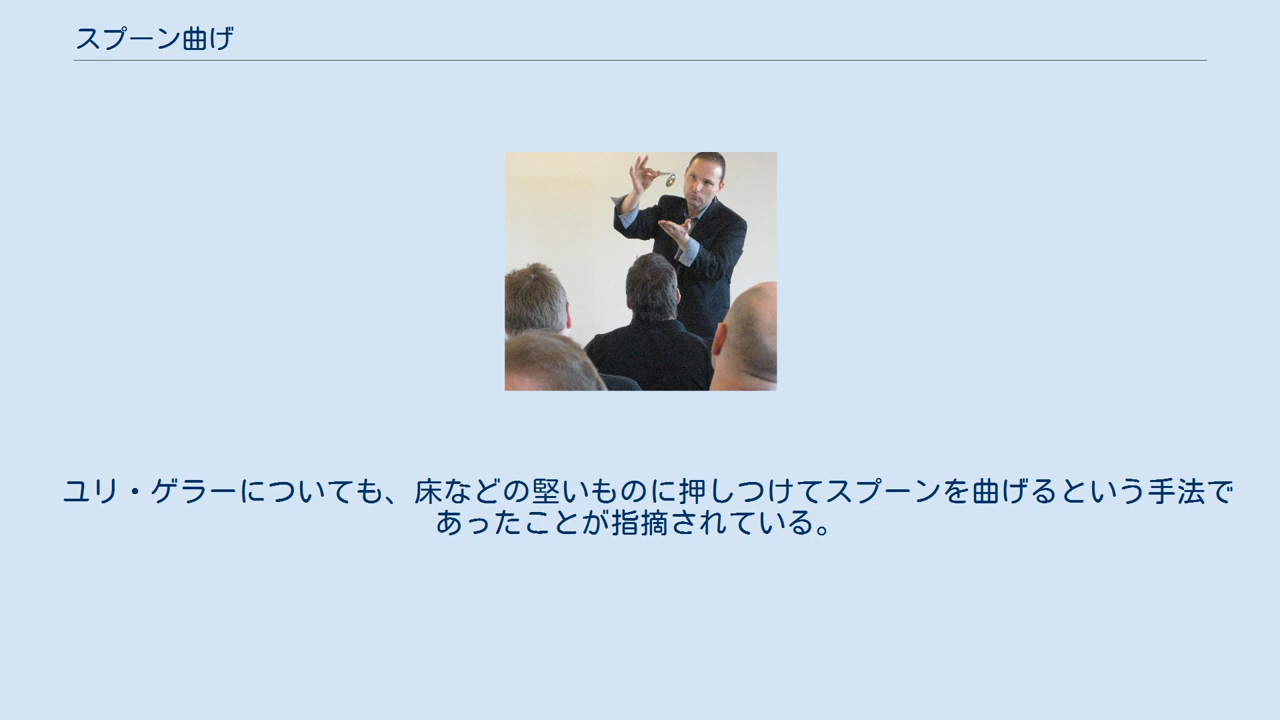 スプーン曲げ
ユリ・ゲラーについても、床などの堅いものに押しつけてスプーンを曲げるという手法で
あったことが指摘されている。